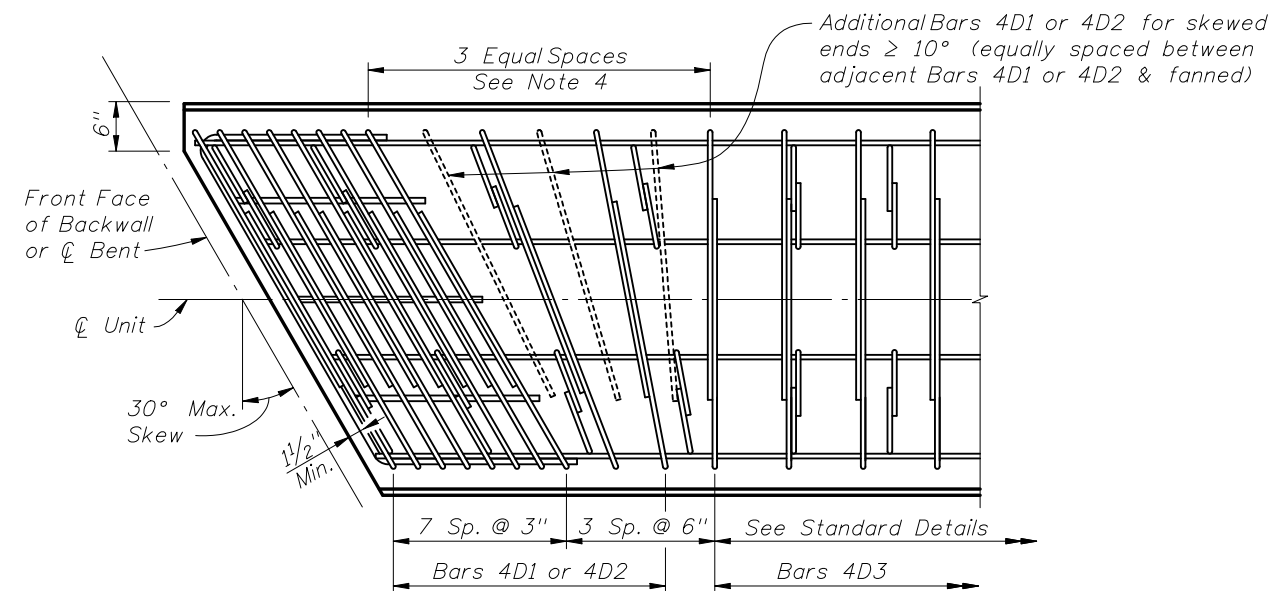 Additional Bars 4D1 or 4D2 for skewed
ends ≥ 10° (equally spaced between
adjacent Bars 4D1 or 4D2 & fanned)
3 Equal Spaces
See Note 4
6"
Front Face
of Backwall
or ℄ Bent
℄ Unit
30° Max.
Skew
1½"
Min.
7 Sp. @ 3"
3 Sp. @ 6"
See Standard Details
Bars 4D1 or 4D2
Bars 4D3